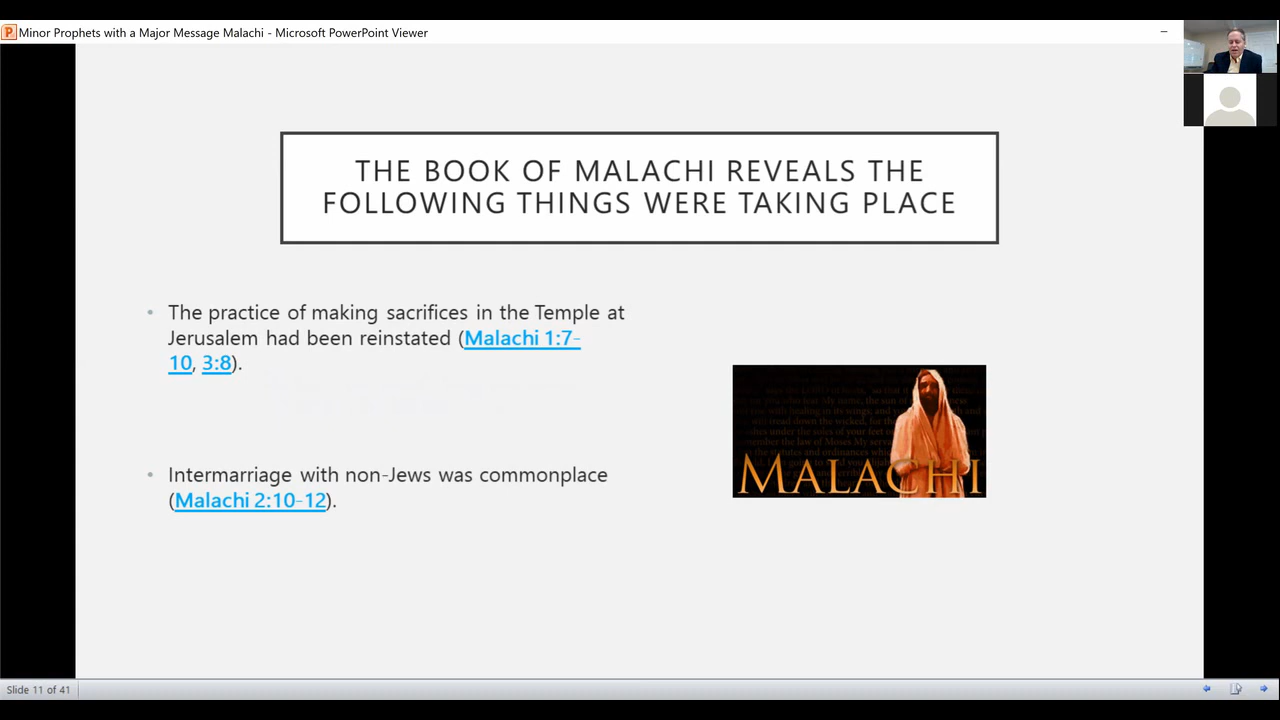 Minor Prophets with a Major Message Malachi - Microsoft PowerPoint Viewer
THE BOOK OF MALACHI REVEALS THE
FOLLOWING THINGS WERE TAKING PLACE
• The practice of making sacrifices in the Temple at
Jerusalem had been reinstated (Malachi 1:7-
10, 3:8).
• Intermarriage with non-Jews was commonplace
(Malachi 2:10-12).
MALACHI
Slide 11 of 41